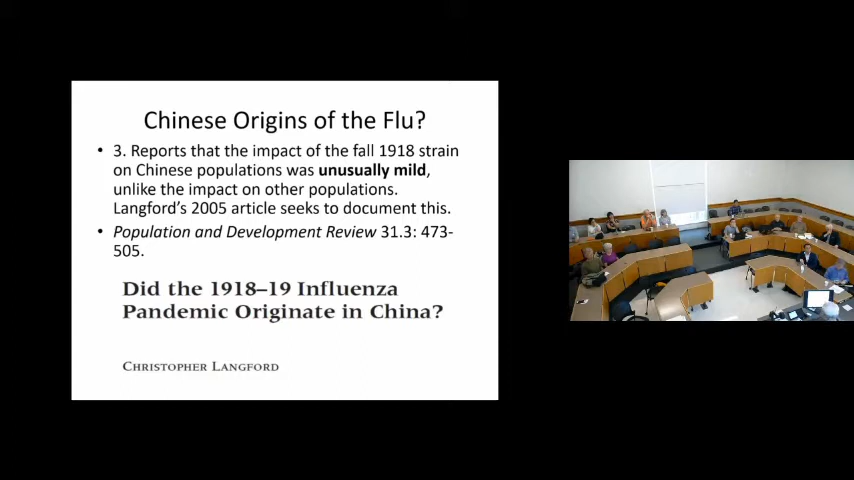 Chinese Origins of the Flu?
• 3. Reports that the impact of the fall 1918 strain
on Chinese populations was unusually mild,
unlike the impact on other populations.
Langford's 2005 article seeks to document this.
• Population and Development Review 31.3: 473-
505.
Did the 1918–19 Influenza
Pandemic Originate in China?
CHRISTOPHER LANGFORD